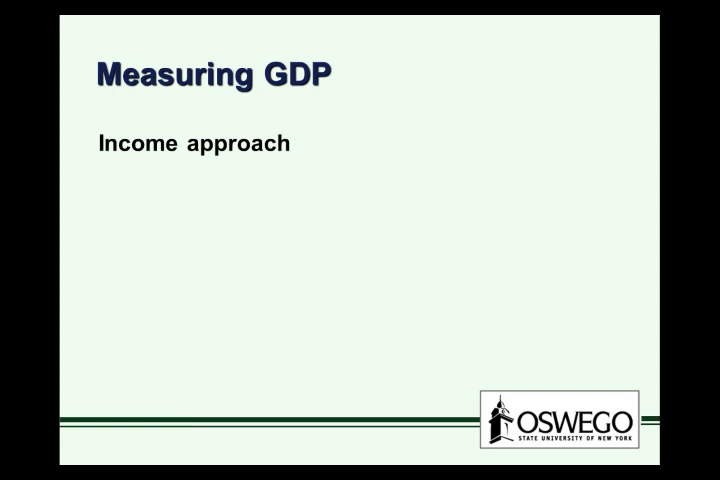 Measuring GDP
Income approach
OSWEGO
STATE UNIVERSITY OF NEW YORK